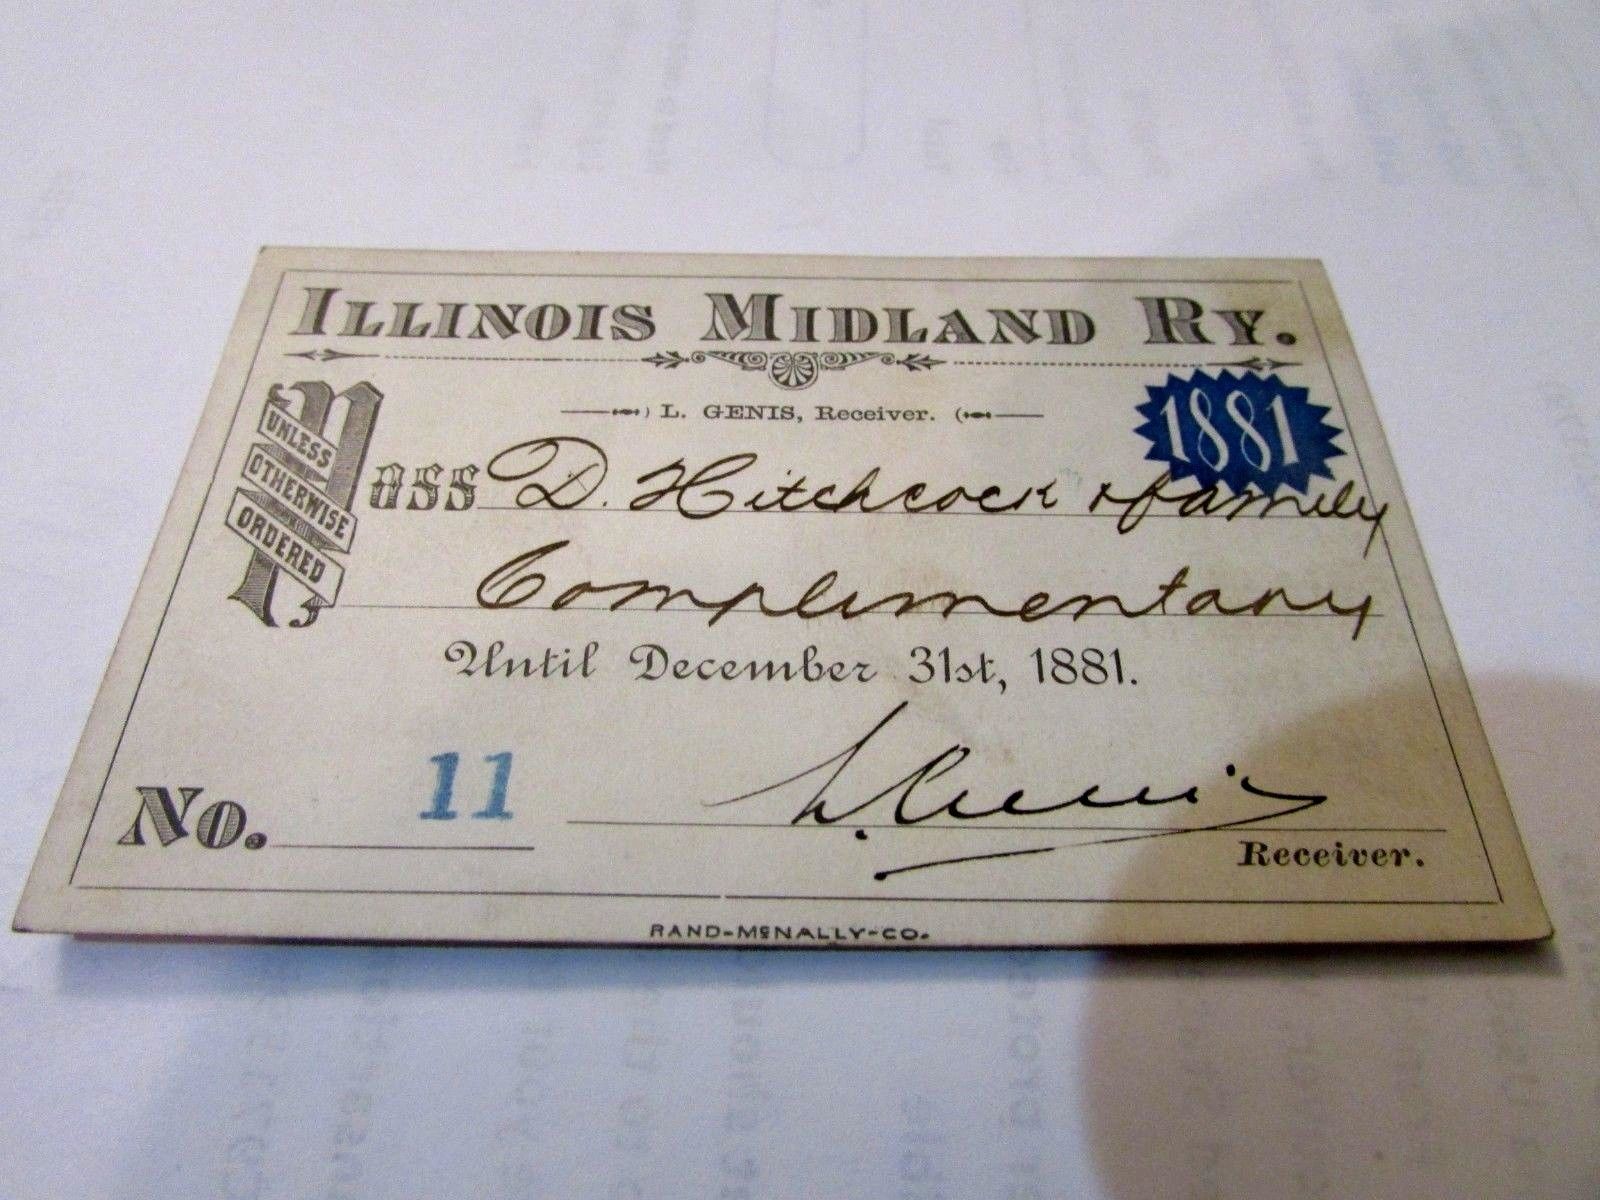 ILLINOIS MIDLAND RY.
L. GENIS, Receiver.
1881
UNLESS OTHERWISE ORDERED
Pass D. Hitchcock & family
Complimentary
Until December 31st, 1881.
No. 11
L. Genis
Receiver.
RAND-McNALLY-CO.